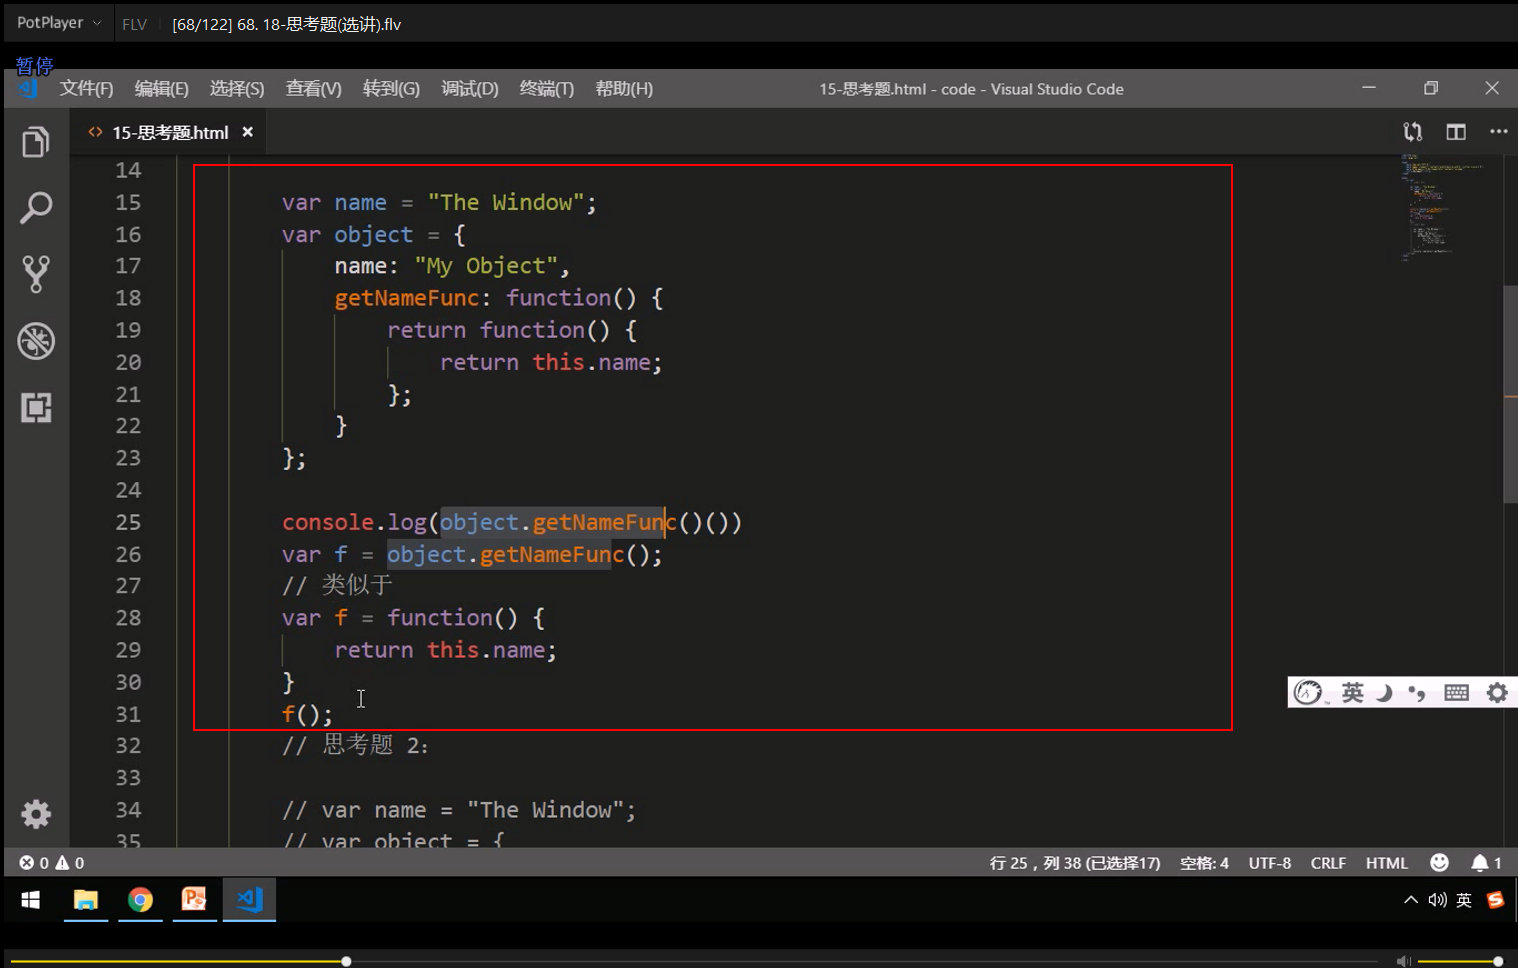 PotPlayer FLV [68/122] 68. 18-思考题(选讲).flv
暂停
文件(F) 编辑(E) 选择(S) 查看(V) 转到(G) 调试(D) 终端(T) 帮助(H) 15-思考题.html - code - Visual Studio Code
15-思考题.html
14
15 var name = "The Window";
16 var object = {
17 name: "My Object",
18 getNameFunc: function() {
19 return function() {
20 return this.name;
21 };
22 }
23 };
24
25 console.log(object.getNameFunc()())
26 var f = object.getNameFunc();
27 // 类似于
28 var f = function() {
29 return this.name;
30 }
31 f();
32 // 思考题 2:
33
34 // var name = "The Window";
35 // var object = {
英
0 0 行 25，列 38 (已选择17) 空格: 4 UTF-8 CRLF HTML 1
英